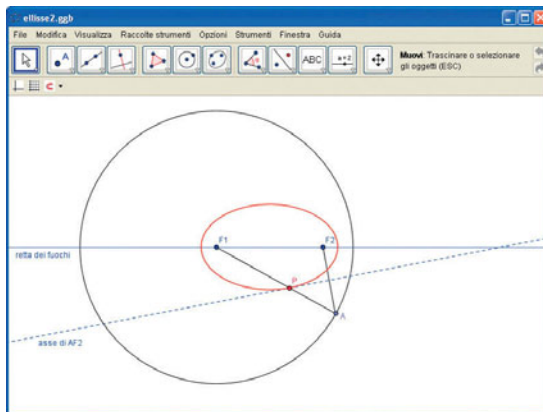 ellisse2.ggb
File Modifica Visualizza Raccolte strumenti Opzioni Strumenti Finestra Guida
A
ABC
a=2
Muovi: Trascinare o selezionare
gli oggetti (ESC)
F1
F2
retta dei fuochi
P
A
asse di AF2